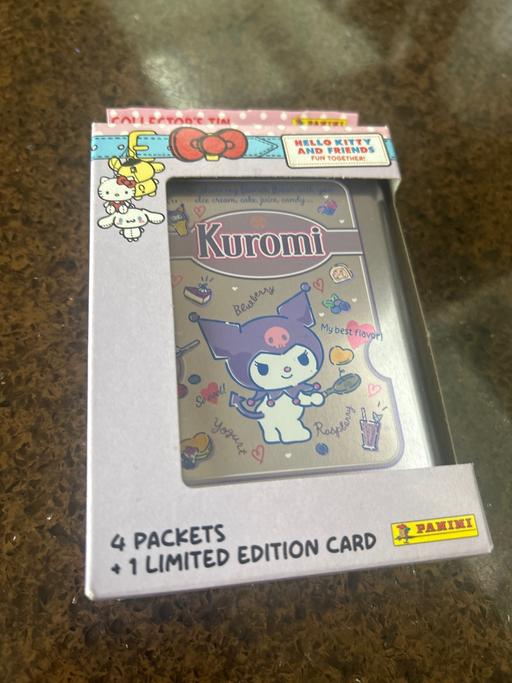 COLLECTOR'S TIN
PANINI
HELLO KITTY
AND FRIENDS
FUN TOGETHER!
ice cream, cake, juice, candy...
Kuromi
Blueberry
My best flavor!
Yogurt
Raspberry
4 PACKETS
+ 1 LIMITED EDITION CARD
PANINI